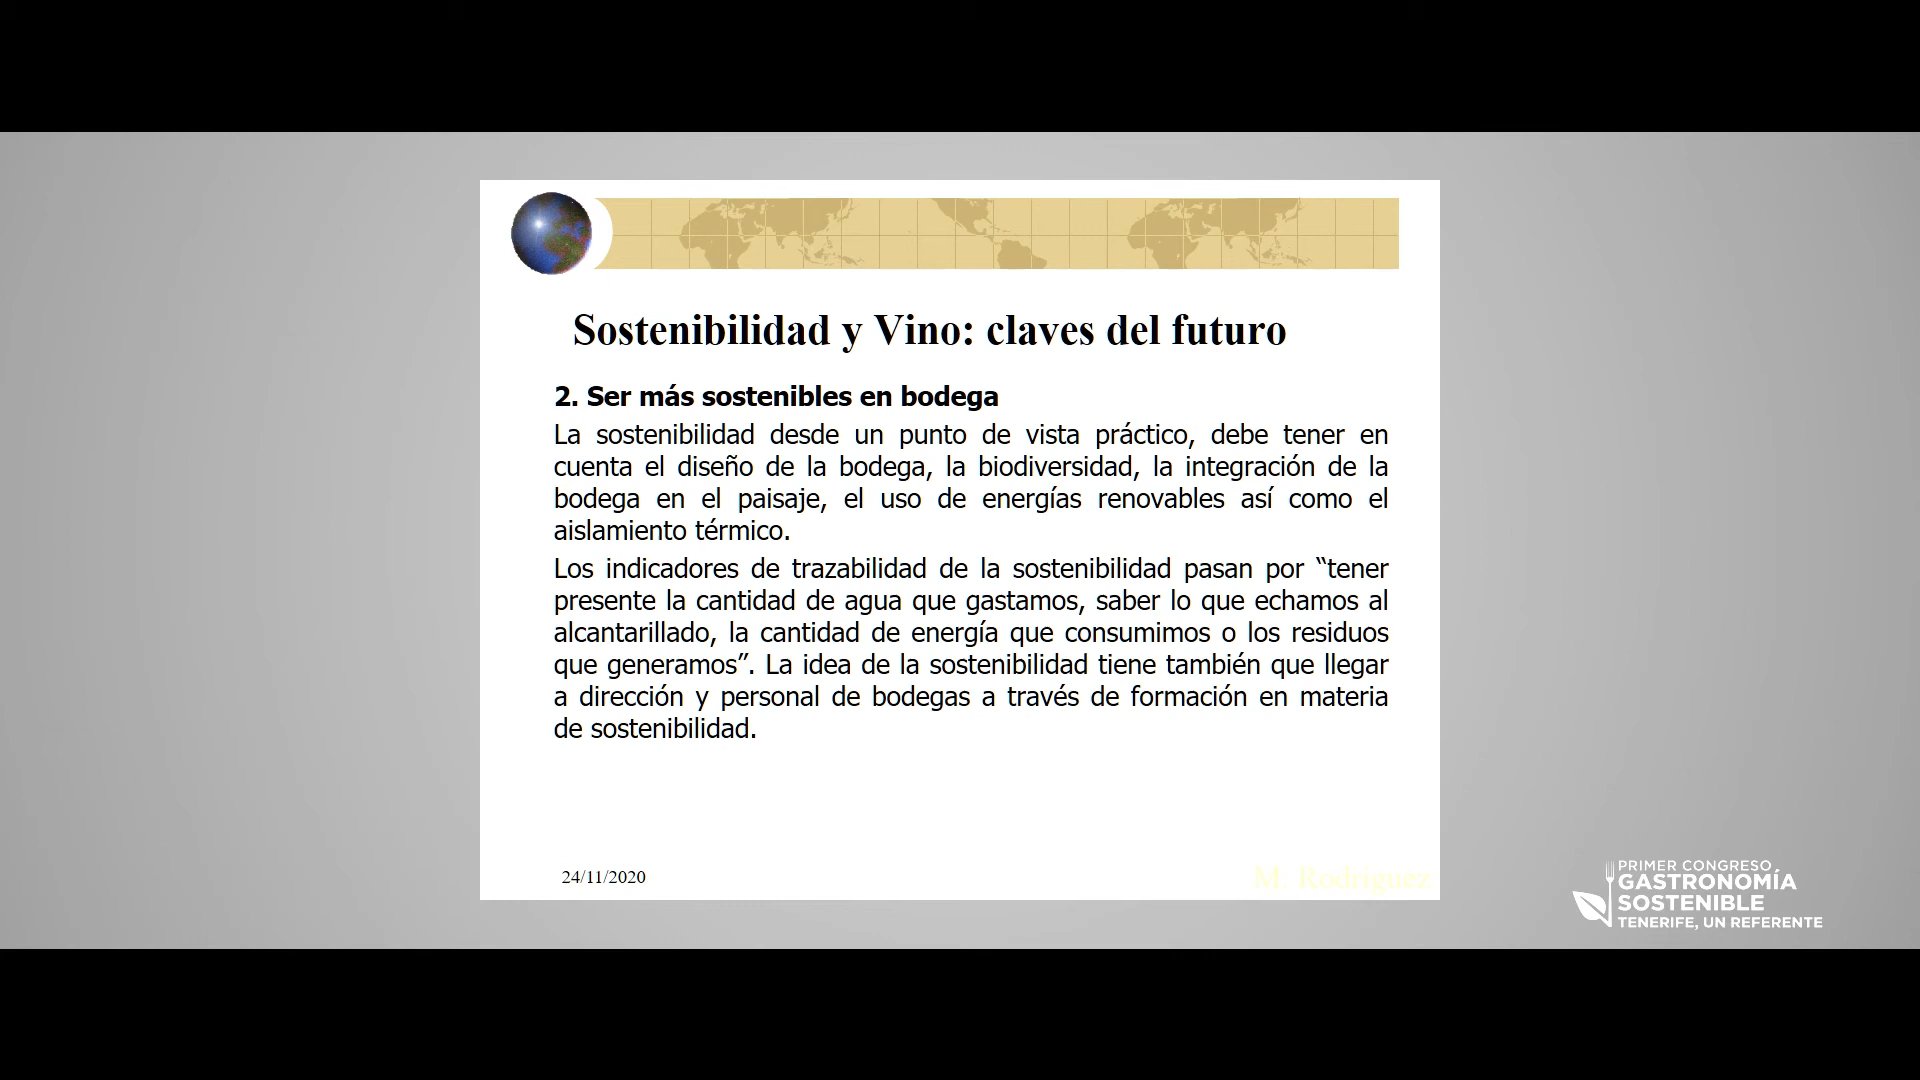 Sostenibilidad y Vino: claves del futuro
2. Ser más sostenibles en bodega
La sostenibilidad desde un punto de vista práctico, debe tener en
cuenta el diseño de la bodega, la biodiversidad, la integración de la
bodega en el paisaje, el uso de energías renovables así como el
aislamiento térmico.
Los indicadores de trazabilidad de la sostenibilidad pasan por “tener
presente la cantidad de agua que gastamos, saber lo que echamos al
alcantarillado, la cantidad de energía que consumimos o los residuos
que generamos”. La idea de la sostenibilidad tiene también que llegar
a dirección y personal de bodegas a través de formación en materia
de sostenibilidad.
24/11/2020
M. Rodríguez
PRIMER CONGRESO
GASTRONOMÍA
SOSTENIBLE
TENERIFE, UN REFERENTE